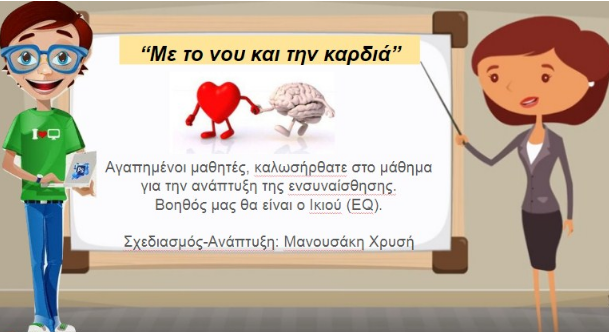 “Με το νου και την καρδιά”
Αγαπημένοι μαθητές, καλωσήρθατε στο μάθημα
για την ανάπτυξη της ενσυναίσθησης.
Βοηθός μας θα είναι ο Ικιού (EQ).
Σχεδιασμός-Ανάπτυξη: Μανουσάκη Χρυσή
I
Ps